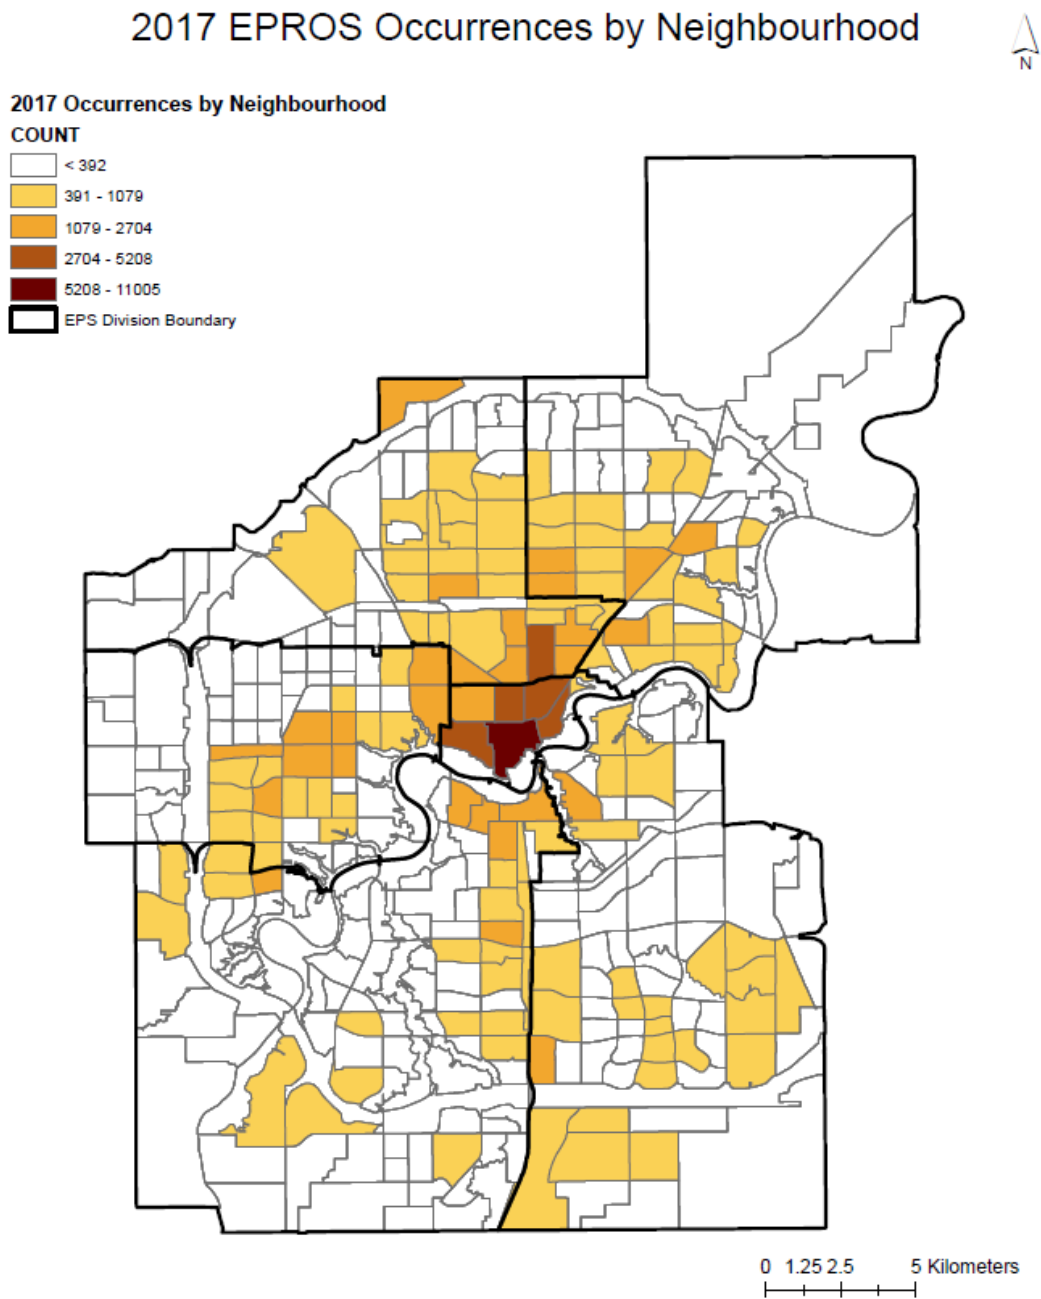 2017 EPROS Occurrences by Neighbourhood
N
2017 Occurrences by Neighbourhood
COUNT
< 392
391 - 1079
1079 - 2704
2704 - 5208
5208 - 11005
EPS Division Boundary
0 1.25 2.5 5 Kilometers